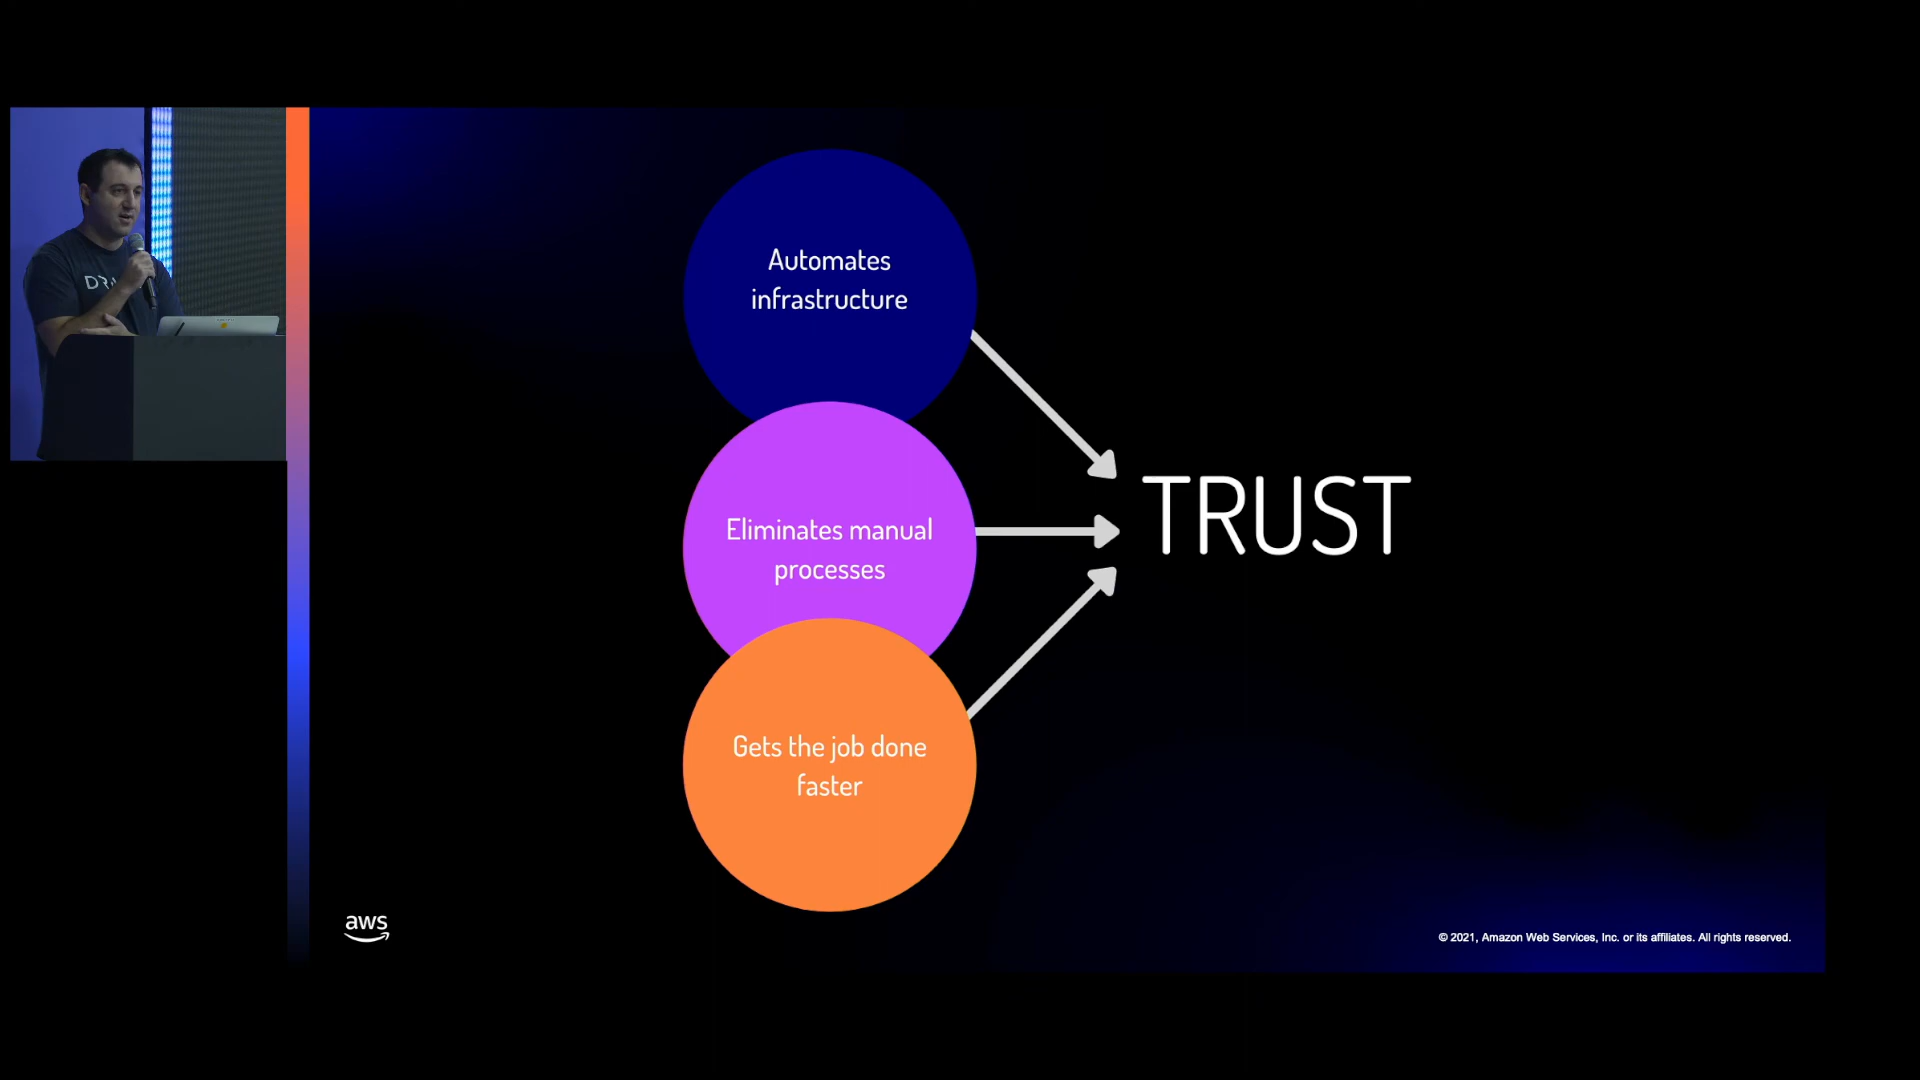 Automates
infrastructure
Eliminates manual
processes
Gets the job done
faster
TRUST
aws
© 2021, Amazon Web Services, Inc. or its affiliates. All rights reserved.